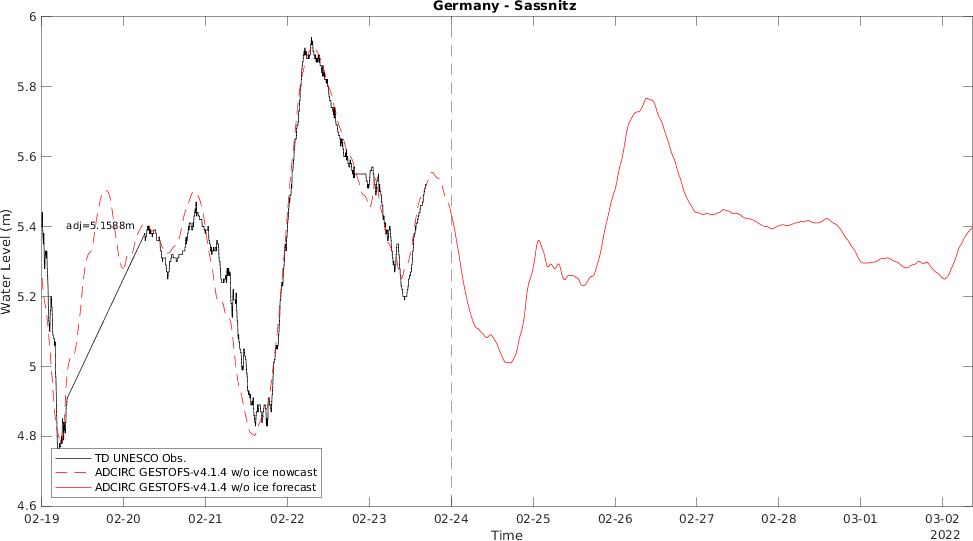 Germany - Sassnitz
6
5.8
5.6
5.4
5.2
5
4.8
4.6
Water Level (m)
adj=5.1588m
TD UNESCO Obs.
ADCIRC GESTOFS-v4.1.4 w/o ice nowcast
ADCIRC GESTOFS-v4.1.4 w/o ice forecast
02-19 02-20 02-21 02-22 02-23 02-24 02-25 02-26 02-27 02-28 03-01 03-02
2022
Time